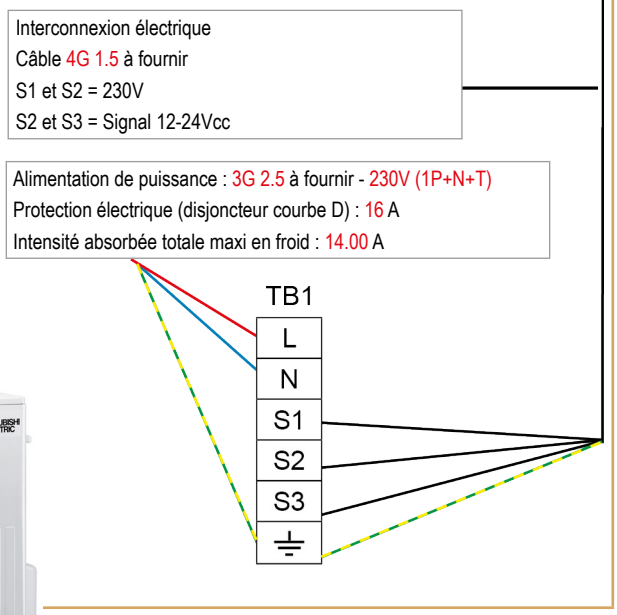 Interconnexion électrique
Câble 4G 1.5 à fournir
S1 et S2 = 230V
S2 et S3 = Signal 12-24Vcc
Alimentation de puissance : 3G 2.5 à fournir - 230V (1P+N+T)
Protection électrique (disjoncteur courbe D) : 16 A
Intensité absorbée totale maxi en froid : 14.00 A
TB1
L
N
S1
S2
S3